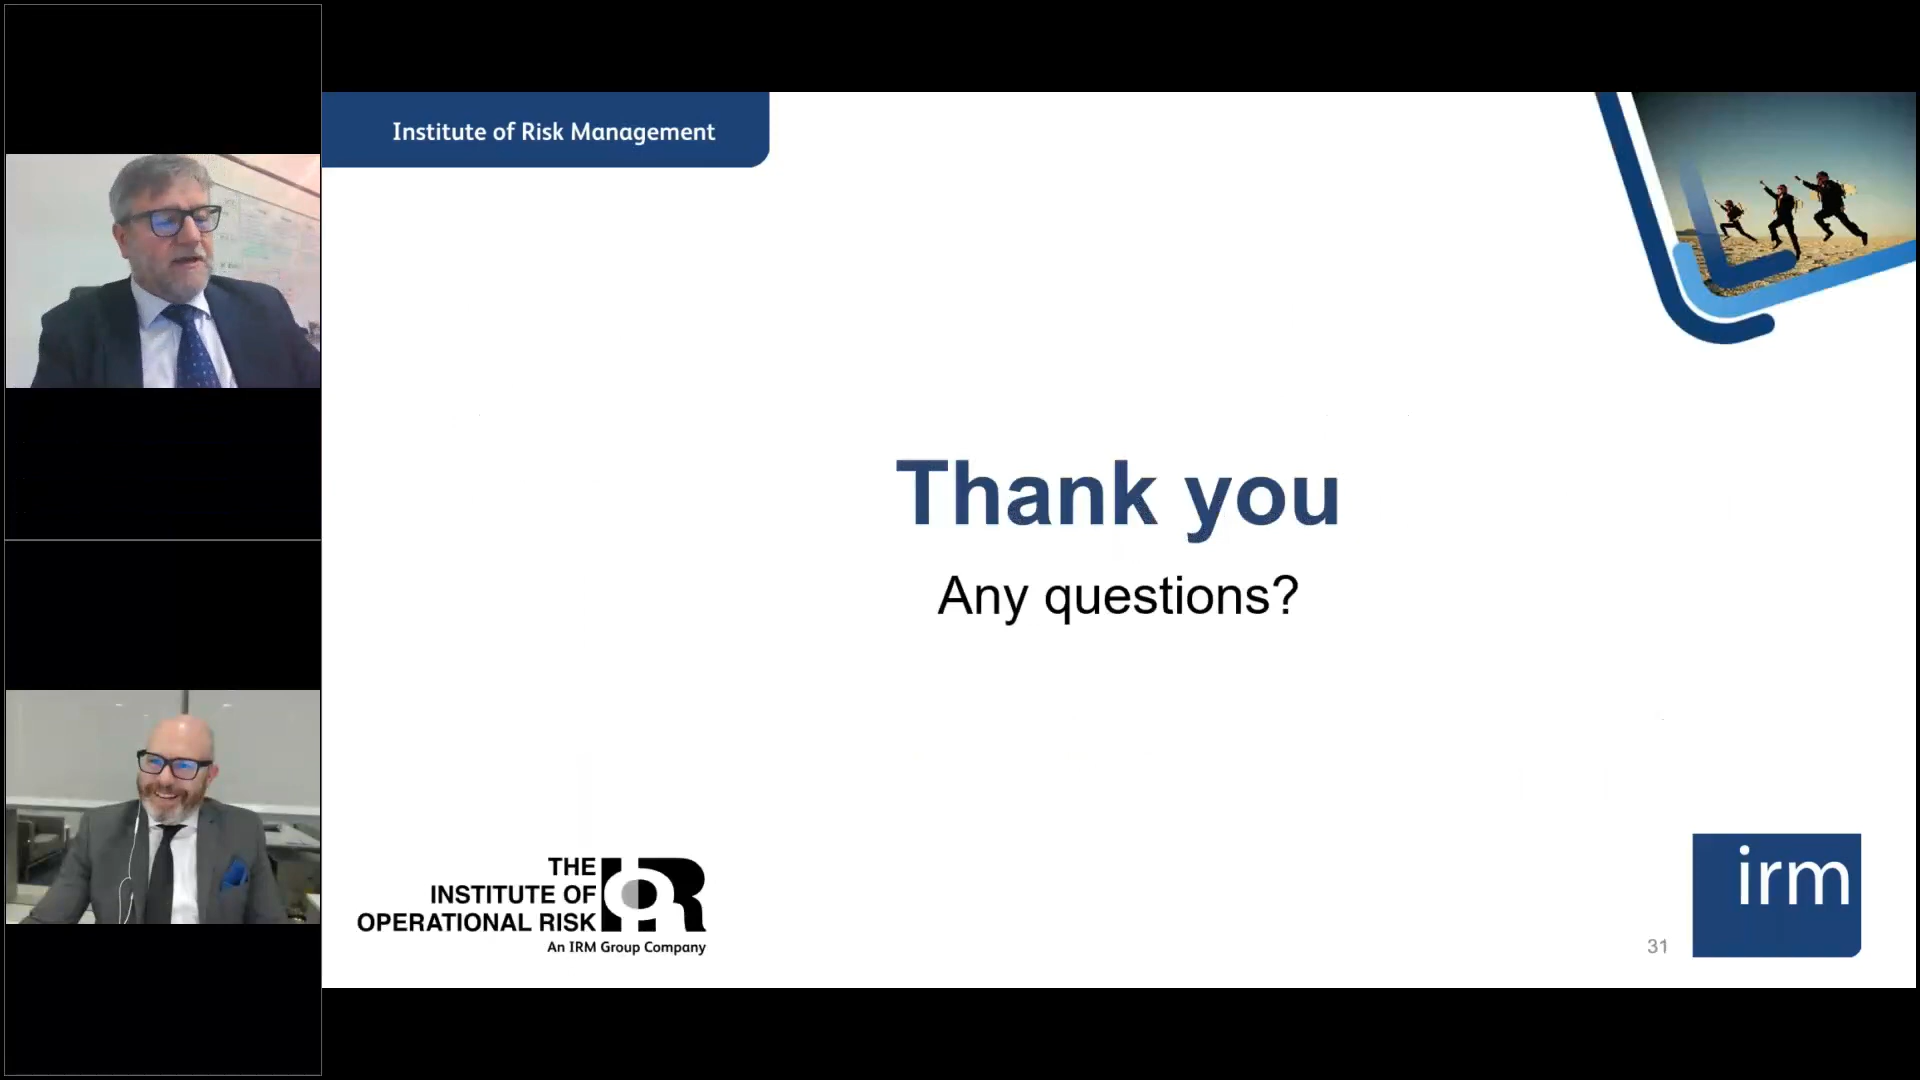 Institute of Risk Management
Thank you
Any questions?
THE
INSTITUTE OF
OPERATIONAL RISK
IOR
An IRM Group Company
31
irm